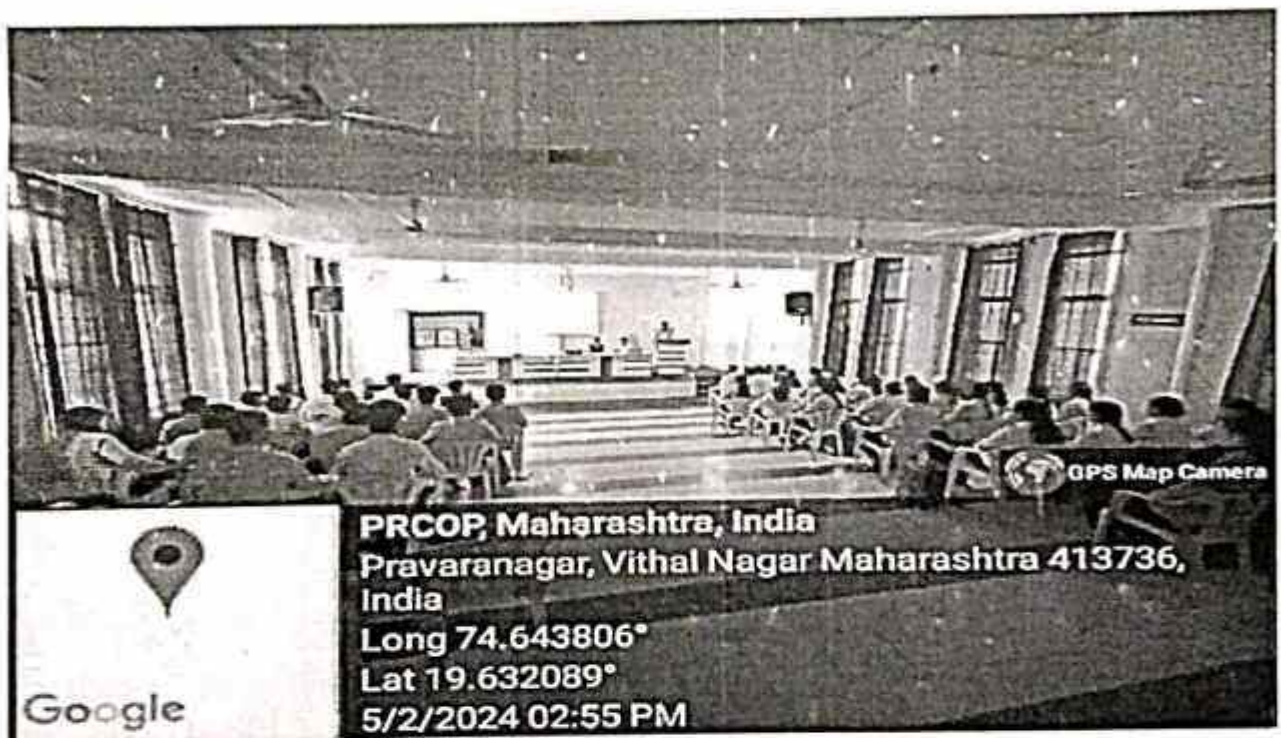 GPS Map Camera
PRCOP, Maharashtra, India
Pravaranagar, Vithal Nagar Maharashtra 413736,
India
Long 74.643806°
Lat 19.632089°
5/2/2024 02:55 PM
Google